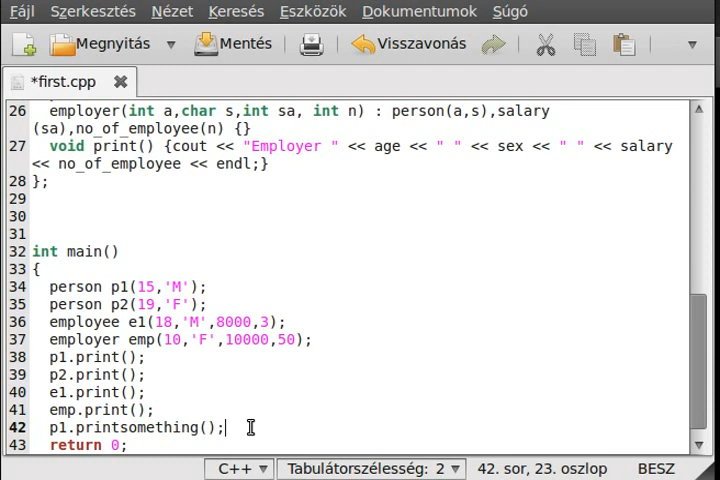 Fájl Szerkesztés Nézet Keresés Eszközök Dokumentumok Súgó
Megnyitás Mentés Visszavonás
*first.cpp
26 employer(int a,char s,int sa, int n) : person(a,s),salary
(sa),no_of_employee(n) {}
27 void print() {cout << "Employer " << age << " " << sex << " " << salary
<< no_of_employee << endl;}
28 };
29
30
31
32 int main()
33 {
34 person p1(15,'M');
35 person p2(19,'F');
36 employee e1(18,'M',8000,3);
37 employer emp(10,'F',10000,50);
38 p1.print();
39 p2.print();
40 e1.print();
41 emp.print();
42 p1.printsomething();
43 return 0;
C++ Tabulátorszélesség: 2 42. sor, 23. oszlop BESZ